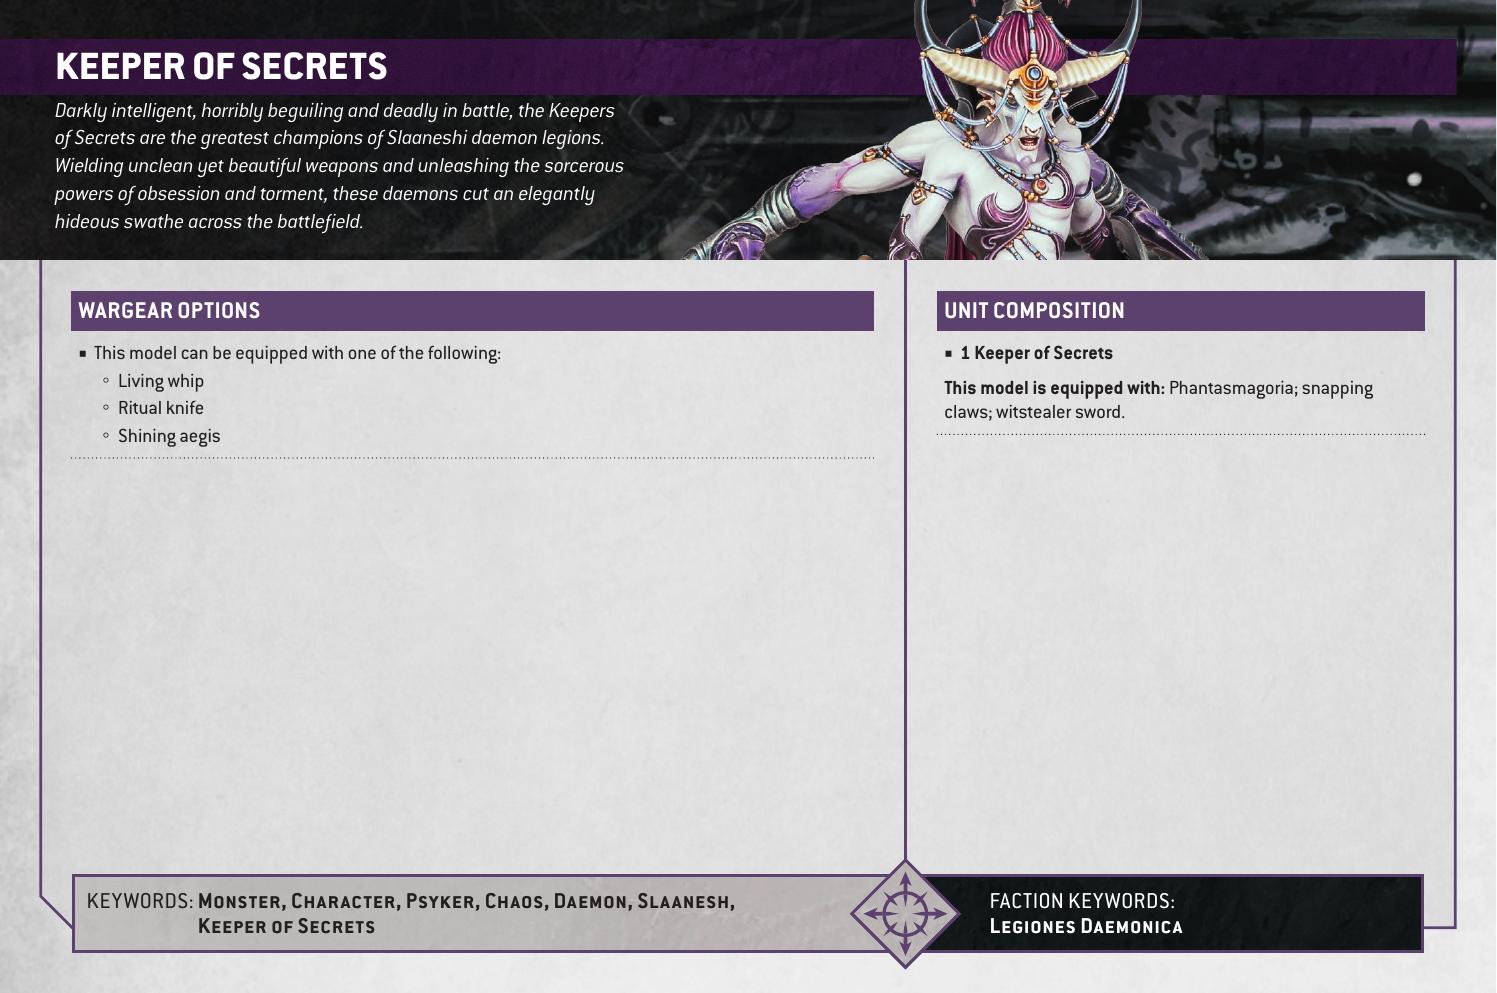 KEEPER OF SECRETS
Darkly intelligent, horribly beguiling and deadly in battle, the Keepers
of Secrets are the greatest champions of Slaaneshi daemon legions.
Wielding unclean yet beautiful weapons and unleashing the sorcerous
powers of obsession and torment, these daemons cut an elegantly
hideous swathe across the battlefield.
WARGEAR OPTIONS
▪ This model can be equipped with one of the following:
◦ Living whip
◦ Ritual knife
◦ Shining aegis
UNIT COMPOSITION
▪ 1 Keeper of Secrets
This model is equipped with: Phantasmagoria; snapping
claws; witstealer sword.
KEYWORDS: Monster, Character, Psyker, Chaos, Daemon, Slaanesh,
Keeper of Secrets
FACTION KEYWORDS:
Legiones Daemonica